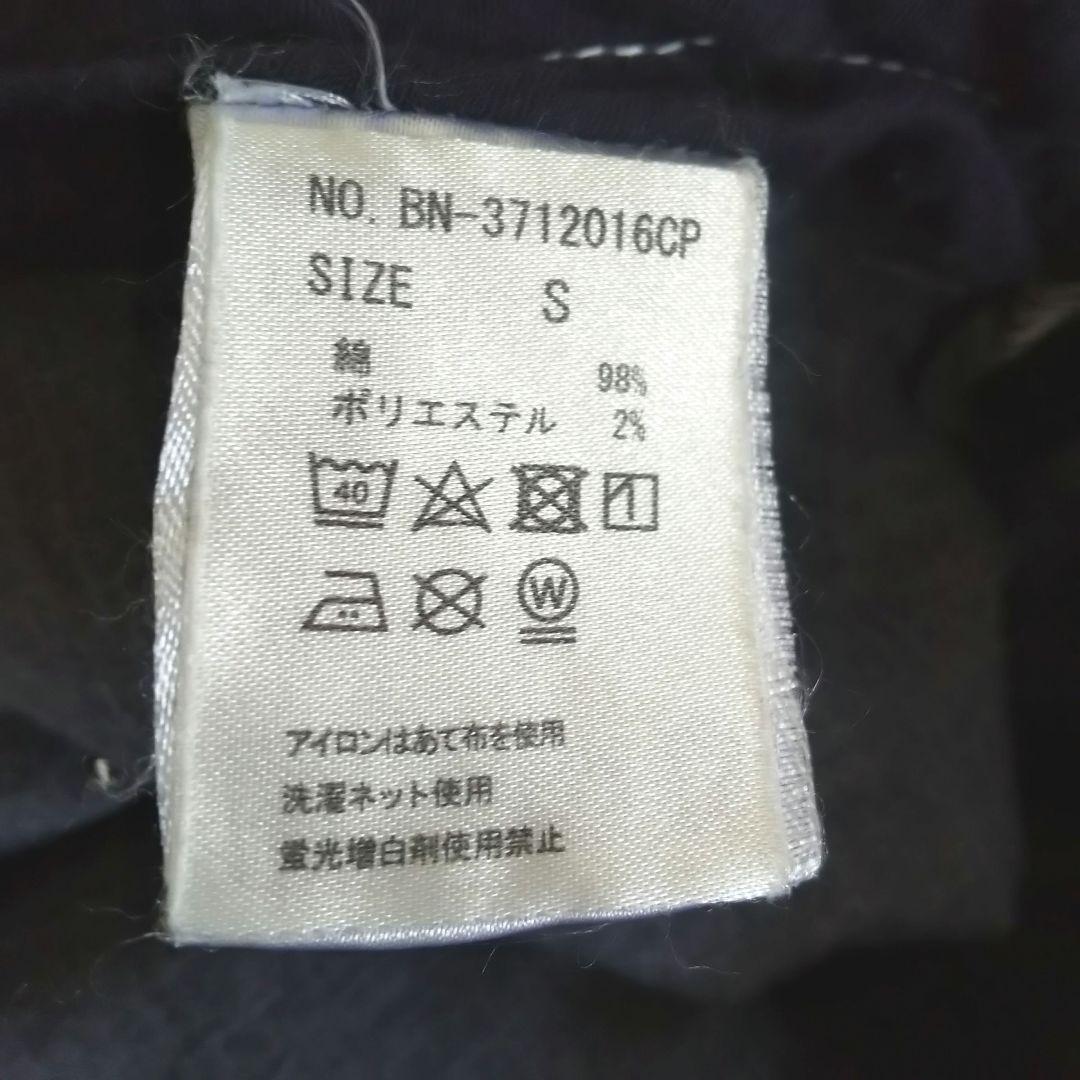 NO. BN-3712016CP
SIZE S
綿 98%
ポリエステル 2%
40
W
アイロンはあて布を使用
洗濯ネット使用
蛍光増白剤使用禁止